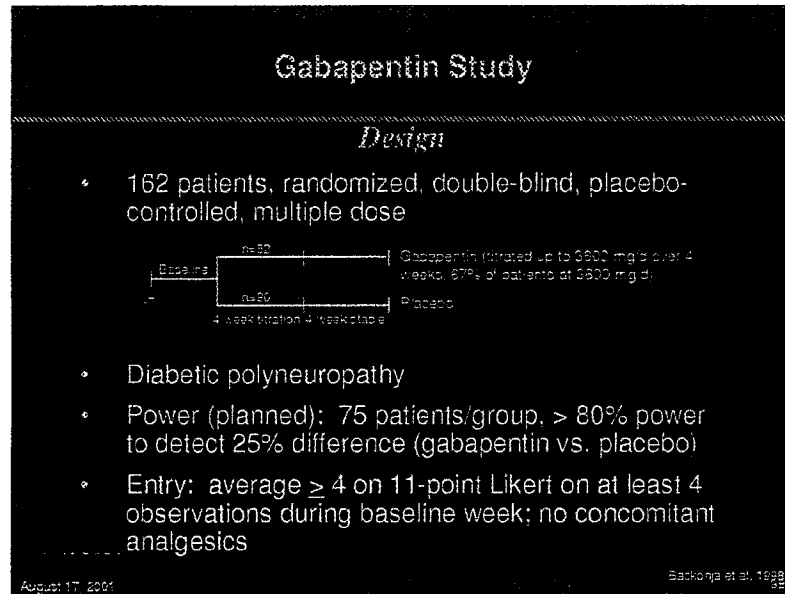 Gabapentin Study
Design
• 162 patients, randomized, double-blind, placebo-
controlled, multiple dose
Baseline
Gabapentin (titrated up to 3600 mg/d over 4
weeks, 67% of patients at 3600 mg/d)
Placebo
4 week titration 4 week stable
• Diabetic polyneuropathy
• Power (planned): 75 patients/group, > 80% power
to detect 25% difference (gabapentin vs. placebo)
• Entry: average ≥ 4 on 11-point Likert on at least 4
observations during baseline week; no concomitant
analgesics
August 17, 2001
Backonja et al. 1998